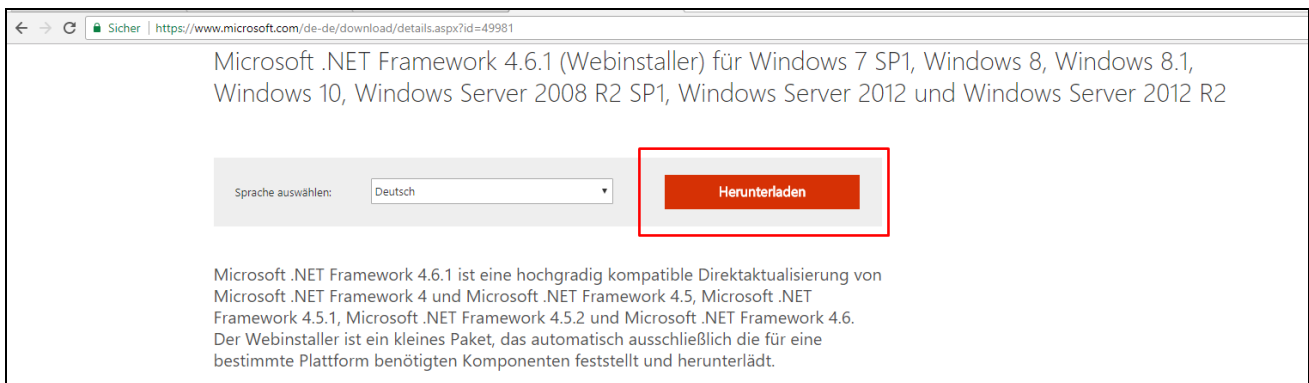 Sicher | https://www.microsoft.com/de-de/download/details.aspx?id=49981
Microsoft .NET Framework 4.6.1 (Webinstaller) für Windows 7 SP1, Windows 8, Windows 8.1,
Windows 10, Windows Server 2008 R2 SP1, Windows Server 2012 und Windows Server 2012 R2
Sprache auswählen: Deutsch Herunterladen
Microsoft .NET Framework 4.6.1 ist eine hochgradig kompatible Direktaktualisierung von
Microsoft .NET Framework 4 und Microsoft .NET Framework 4.5, Microsoft .NET
Framework 4.5.1, Microsoft .NET Framework 4.5.2 und Microsoft .NET Framework 4.6.
Der Webinstaller ist ein kleines Paket, das automatisch ausschließlich die für eine
bestimmte Plattform benötigten Komponenten feststellt und herunterlädt.